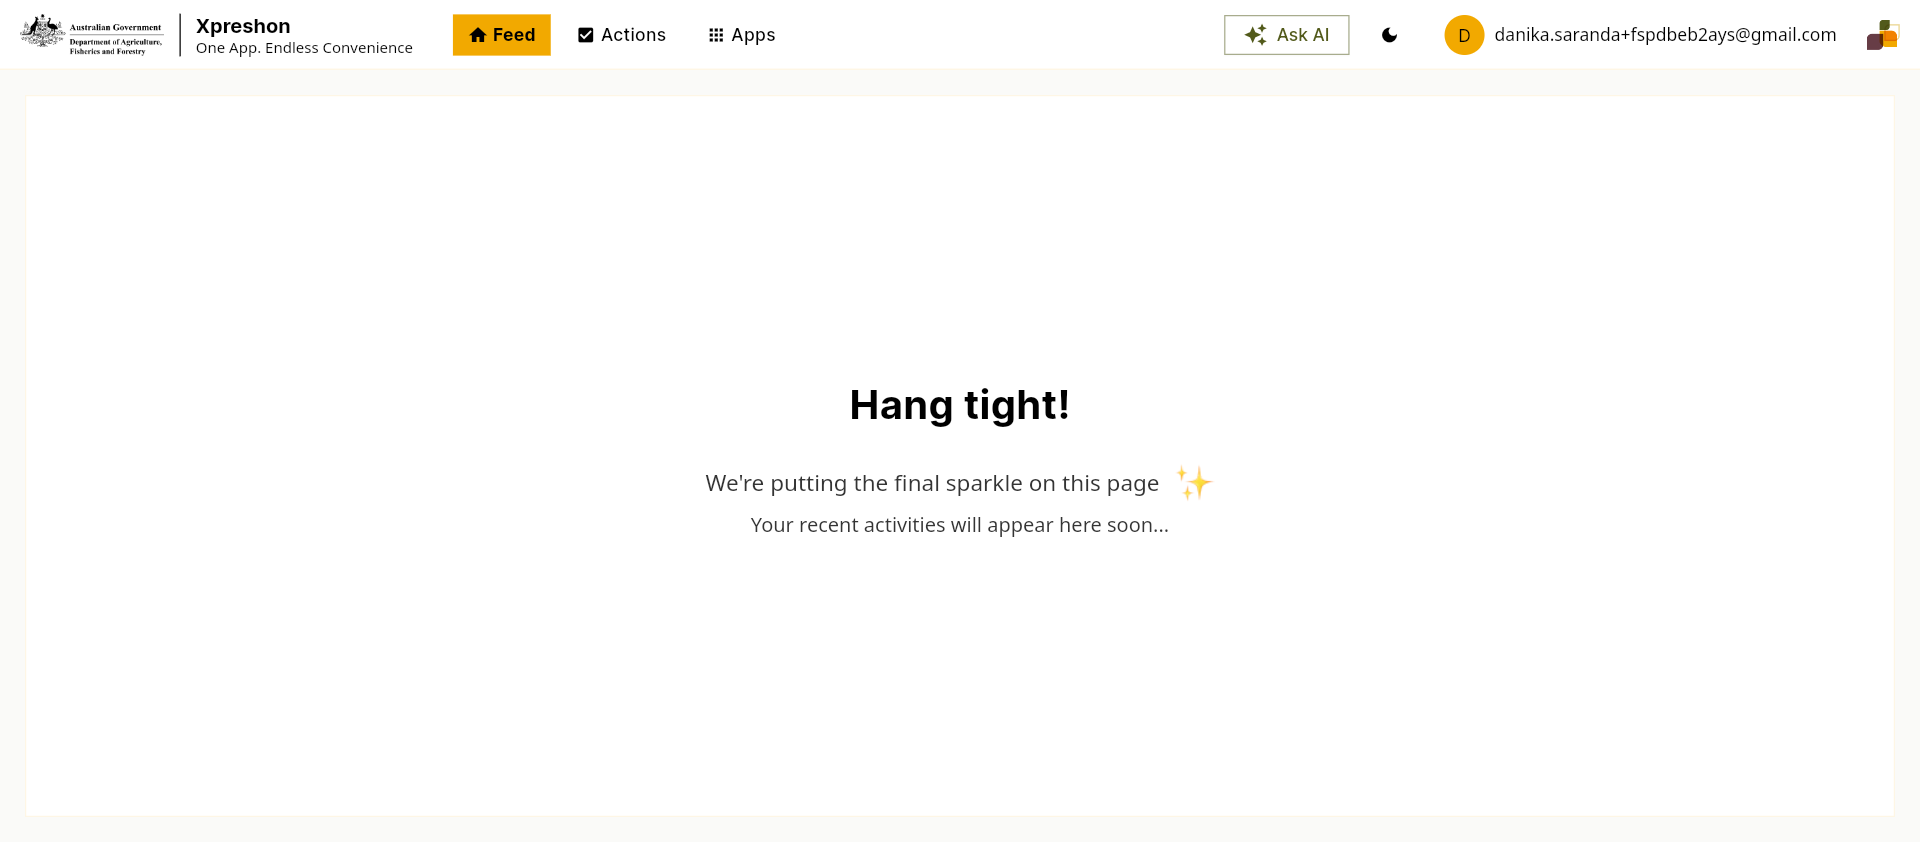 Australian Government
Department of Agriculture,
Fisheries and Forestry
Xpreshon
One App. Endless Convenience
Feed
Actions
Apps
Ask AI
D
danika.saranda+fspdbeb2ays@gmail.com
Hang tight!
We're putting the final sparkle on this page ✨
Your recent activities will appear here soon...